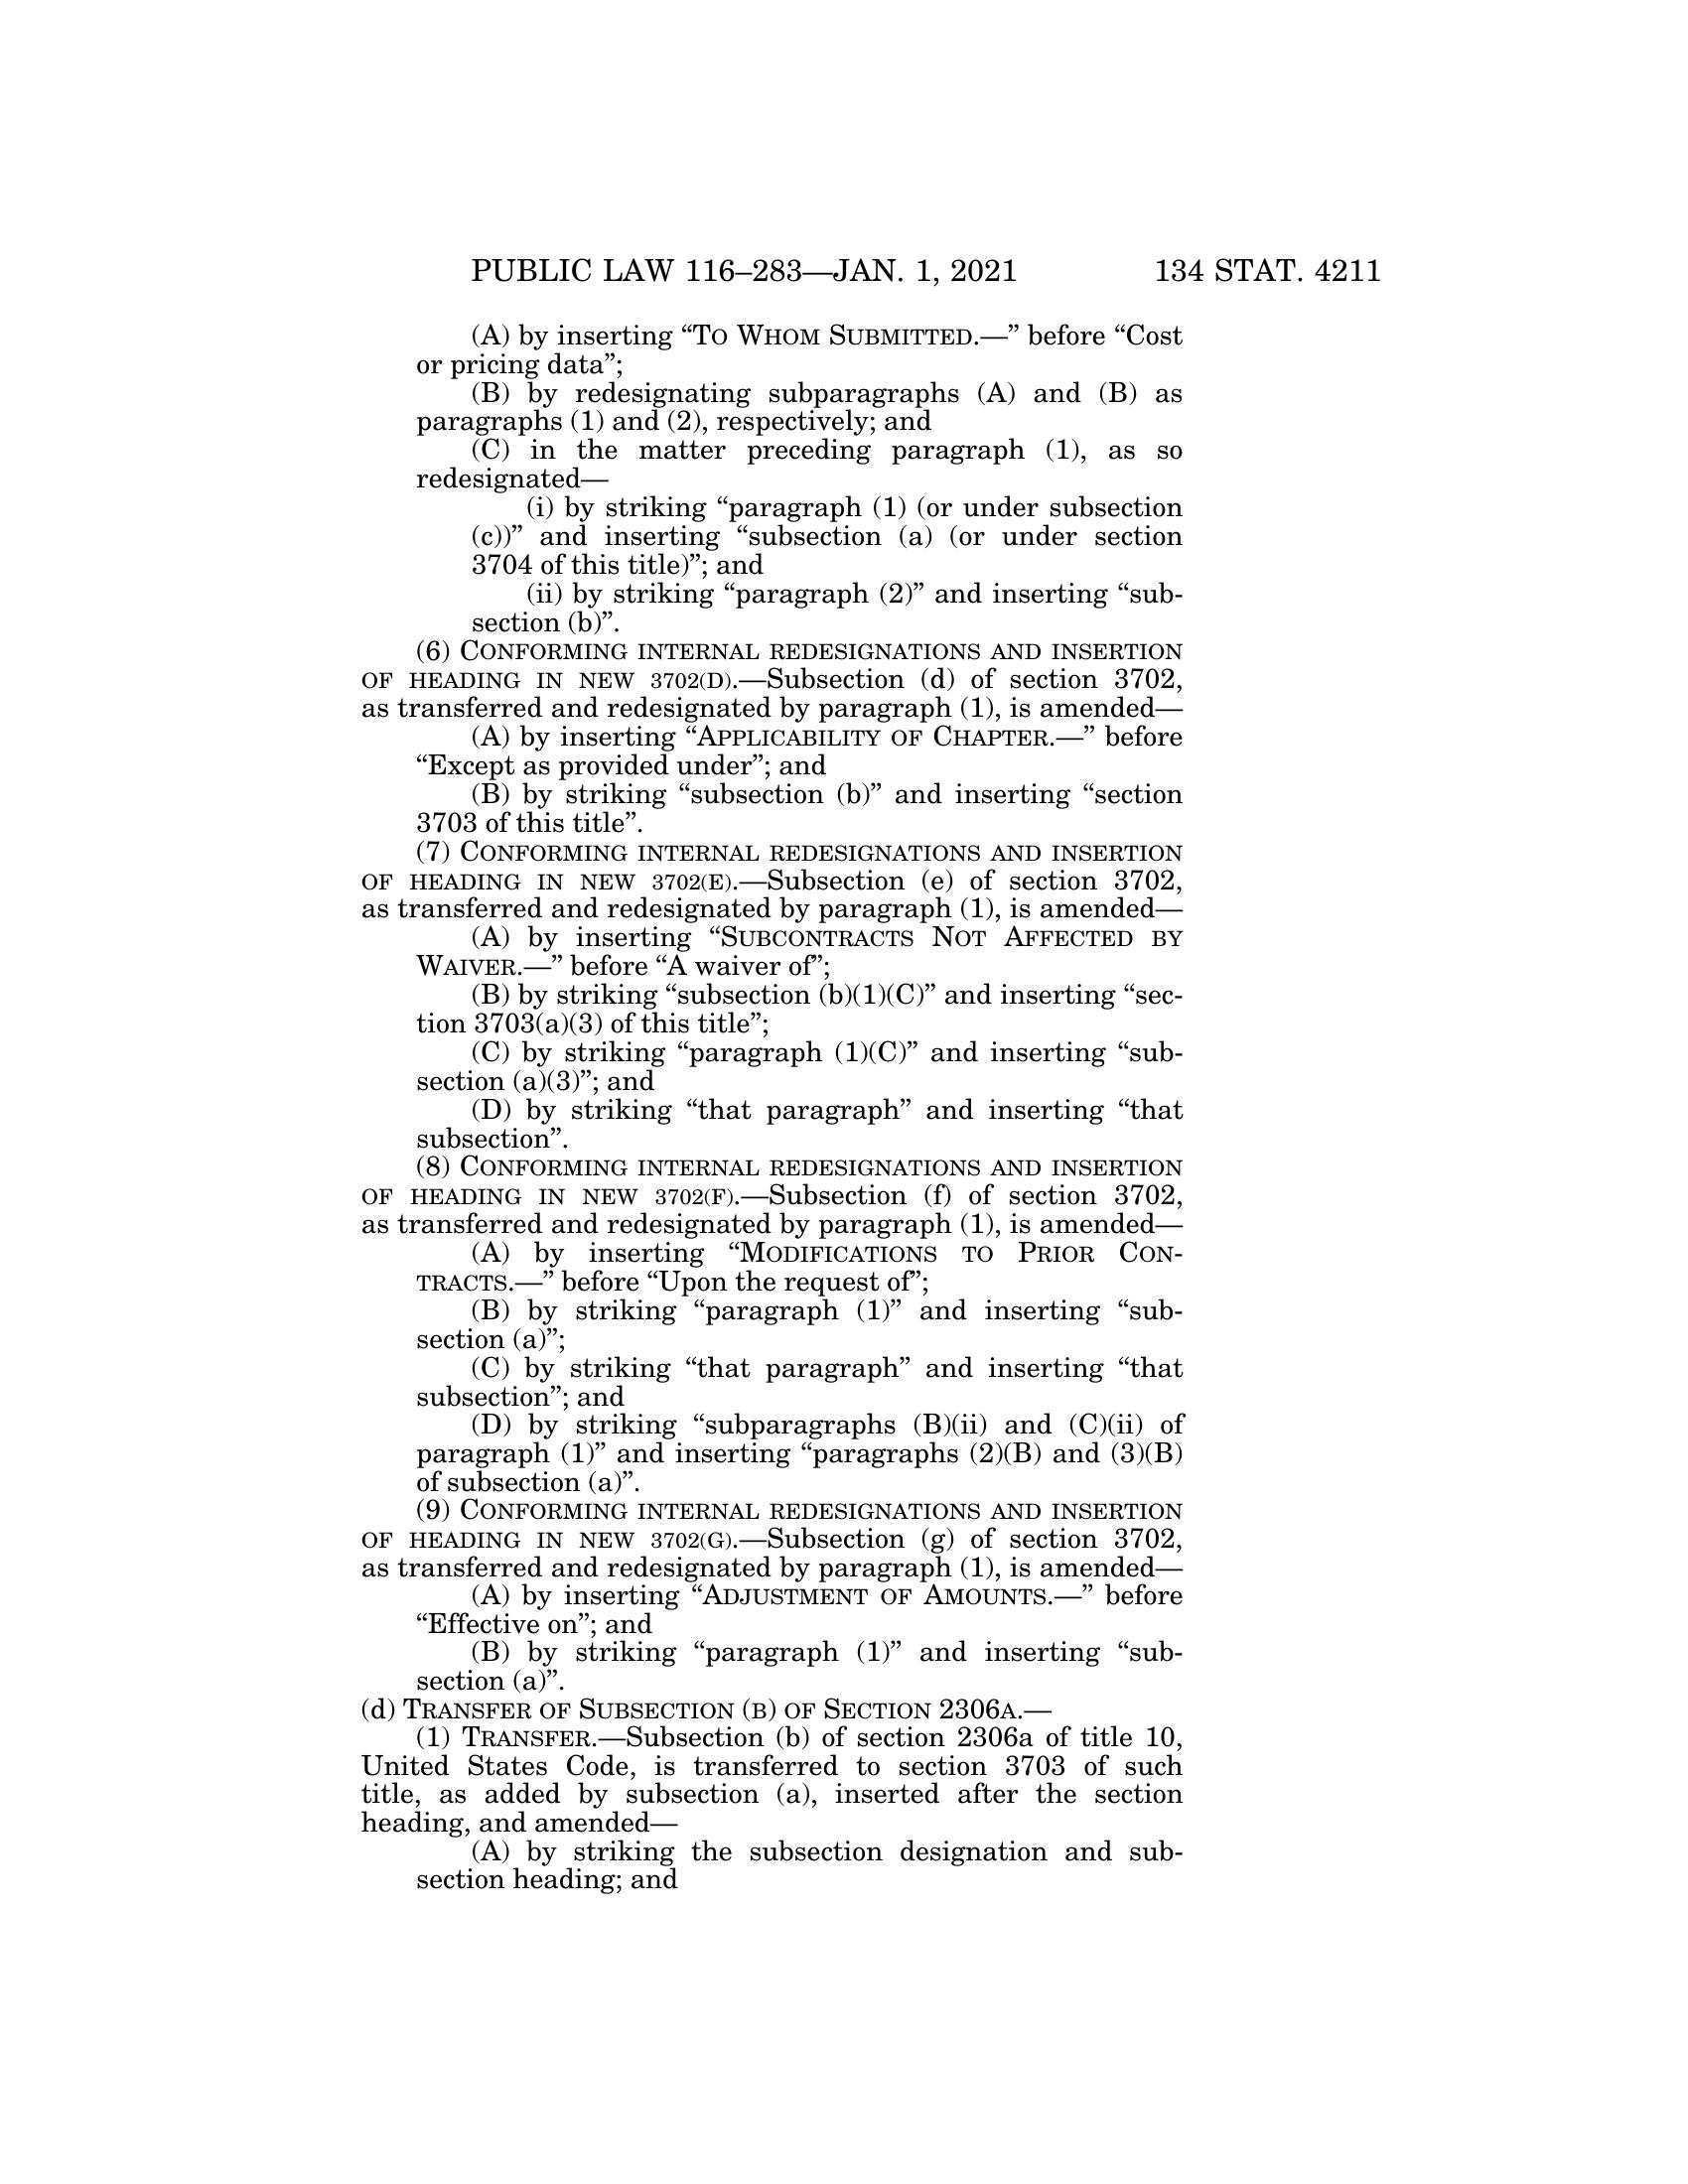 PUBLIC LAW 116–283—JAN. 1, 2021 134 STAT. 4211
(A) by inserting “TO WHOM SUBMITTED.—” before “Cost
or pricing data”;
(B) by redesignating subparagraphs (A) and (B) as
paragraphs (1) and (2), respectively; and
(C) in the matter preceding paragraph (1), as so
redesignated—
(i) by striking “paragraph (1) (or under subsection
(c))” and inserting “subsection (a) (or under section
3704 of this title)”; and
(ii) by striking “paragraph (2)” and inserting “sub-
section (b)”.
(6) CONFORMING INTERNAL REDESIGNATIONS AND INSERTION
OF HEADING IN NEW 3702(D).—Subsection (d) of section 3702,
as transferred and redesignated by paragraph (1), is amended—
(A) by inserting “APPLICABILITY OF CHAPTER.—” before
“Except as provided under”; and
(B) by striking “subsection (b)” and inserting “section
3703 of this title”.
(7) CONFORMING INTERNAL REDESIGNATIONS AND INSERTION
OF HEADING IN NEW 3702(E).—Subsection (e) of section 3702,
as transferred and redesignated by paragraph (1), is amended—
(A) by inserting “SUBCONTRACTS NOT AFFECTED BY
WAIVER.—” before “A waiver of”;
(B) by striking “subsection (b)(1)(C)” and inserting “sec-
tion 3703(a)(3) of this title”;
(C) by striking “paragraph (1)(C)” and inserting “sub-
section (a)(3)”; and
(D) by striking “that paragraph” and inserting “that
subsection”.
(8) CONFORMING INTERNAL REDESIGNATIONS AND INSERTION
OF HEADING IN NEW 3702(F).—Subsection (f) of section 3702,
as transferred and redesignated by paragraph (1), is amended—
(A) by inserting “MODIFICATIONS TO PRIOR CON-
TRACTS.—” before “Upon the request of”;
(B) by striking “paragraph (1)” and inserting “sub-
section (a)”;
(C) by striking “that paragraph” and inserting “that
subsection”; and
(D) by striking “subparagraphs (B)(ii) and (C)(ii) of
paragraph (1)” and inserting “paragraphs (2)(B) and (3)(B)
of subsection (a)”.
(9) CONFORMING INTERNAL REDESIGNATIONS AND INSERTION
OF HEADING IN NEW 3702(G).—Subsection (g) of section 3702,
as transferred and redesignated by paragraph (1), is amended—
(A) by inserting “ADJUSTMENT OF AMOUNTS.—” before
“Effective on”; and
(B) by striking “paragraph (1)” and inserting “sub-
section (a)”.
(d) TRANSFER OF SUBSECTION (B) OF SECTION 2306A.—
(1) TRANSFER.—Subsection (b) of section 2306a of title 10,
United States Code, is transferred to section 3703 of such
title, as added by subsection (a), inserted after the section
heading, and amended—
(A) by striking the subsection designation and sub-
section heading; and